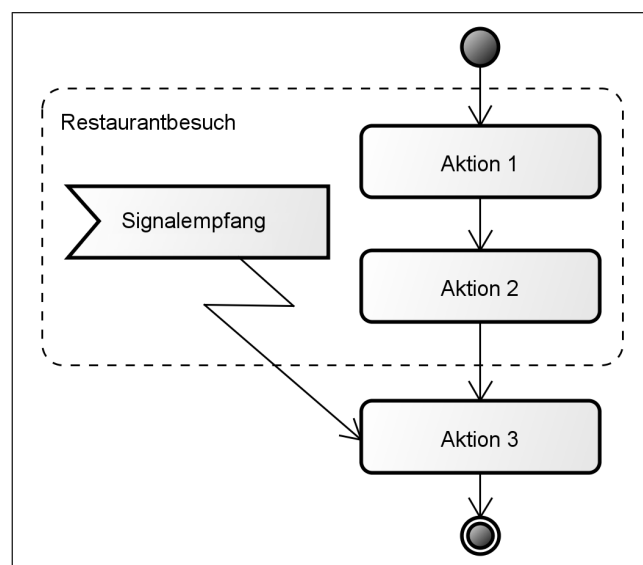 Restaurantbesuch
Aktion 1
Signalempfang
Aktion 2
Aktion 3